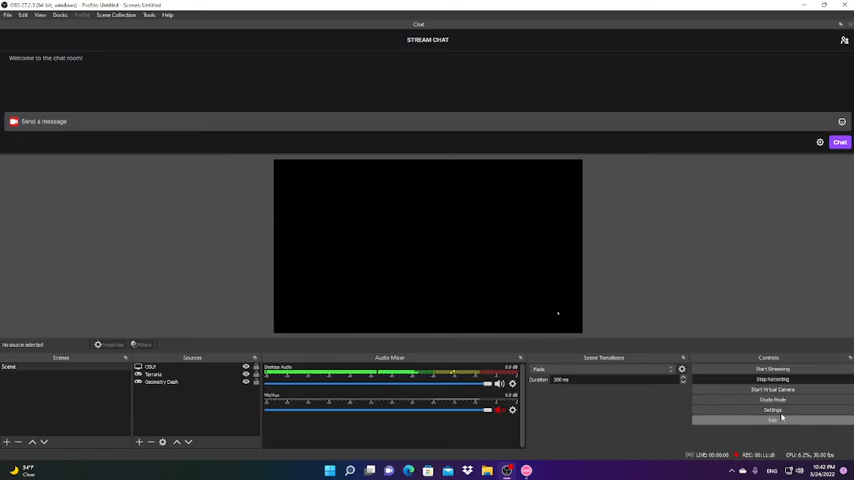 OBS 27.2.3 (64-bit, windows) - Profile: Untitled - Scenes: Untitled
File Edit View Docks Profile Scene Collection Tools Help
Chat
STREAM CHAT
Welcome to the chat room!
Send a message
Chat
No source selected Properties Filters
Scenes Sources Audio Mixer Scene Transitions Controls
Scene
OSU!
Terraria
Geometry Dash
Desktop Audio 0.0 dB
Mic/Aux 0.0 dB
Fade
Duration 300 ms
Start Streaming
Stop Recording
Start Virtual Camera
Studio Mode
Settings
Exit
LIVE: 00:00:00 REC: 00:11:18 CPU: 6.2%, 30.00 fps
54°F
Clear
ENG
10:42 PM
3/24/2022